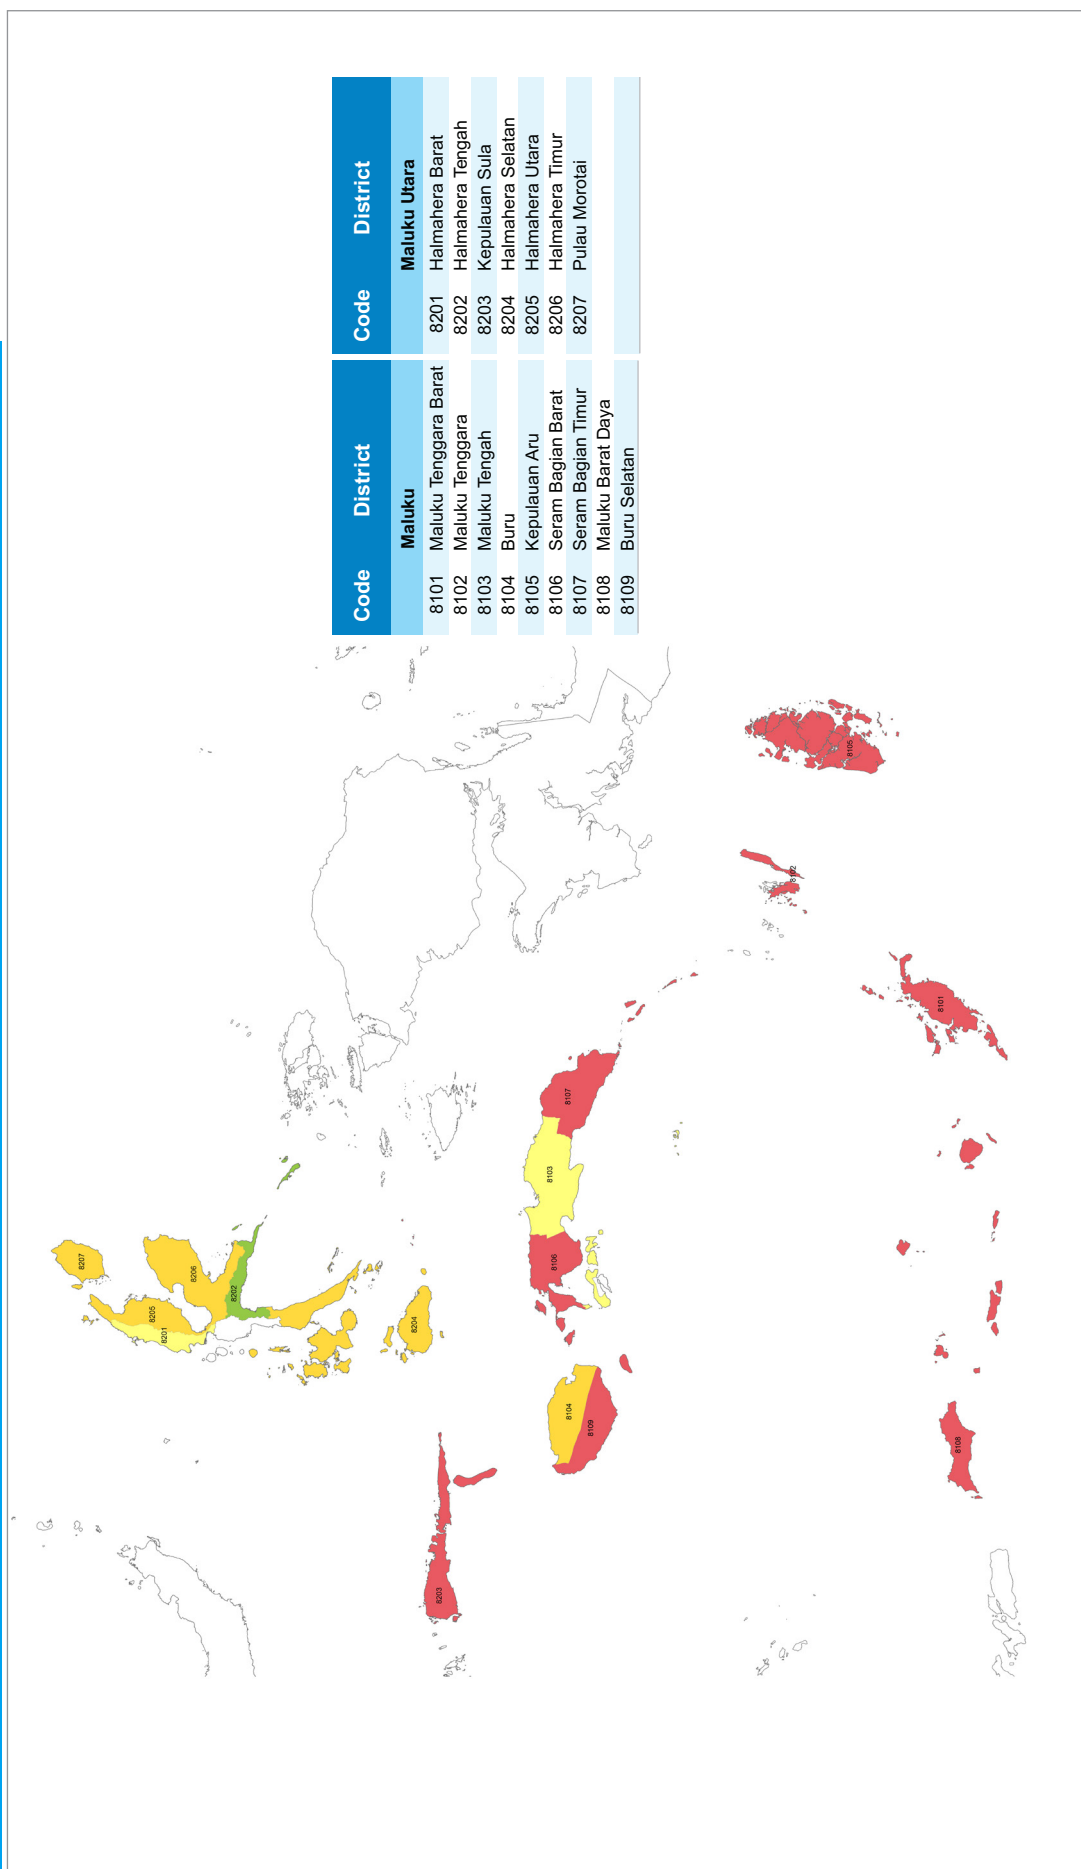 Code District
Maluku
8101 Maluku Tenggara Barat
8102 Maluku Tenggara
8103 Maluku Tengah
8104 Buru
8105 Kepulauan Aru
8106 Seram Bagian Barat
8107 Seram Bagian Timur
8108 Maluku Barat Daya
8109 Buru Selatan
Code District
Maluku Utara
8201 Halmahera Barat
8202 Halmahera Tengah
8203 Kepulauan Sula
8204 Halmahera Selatan
8205 Halmahera Utara
8206 Halmahera Timur
8207 Pulau Morotai
8207
8206
8205
8201
8202
8204
8203
8104
8109
8106
8103
8107
8105
8102
8101
8108